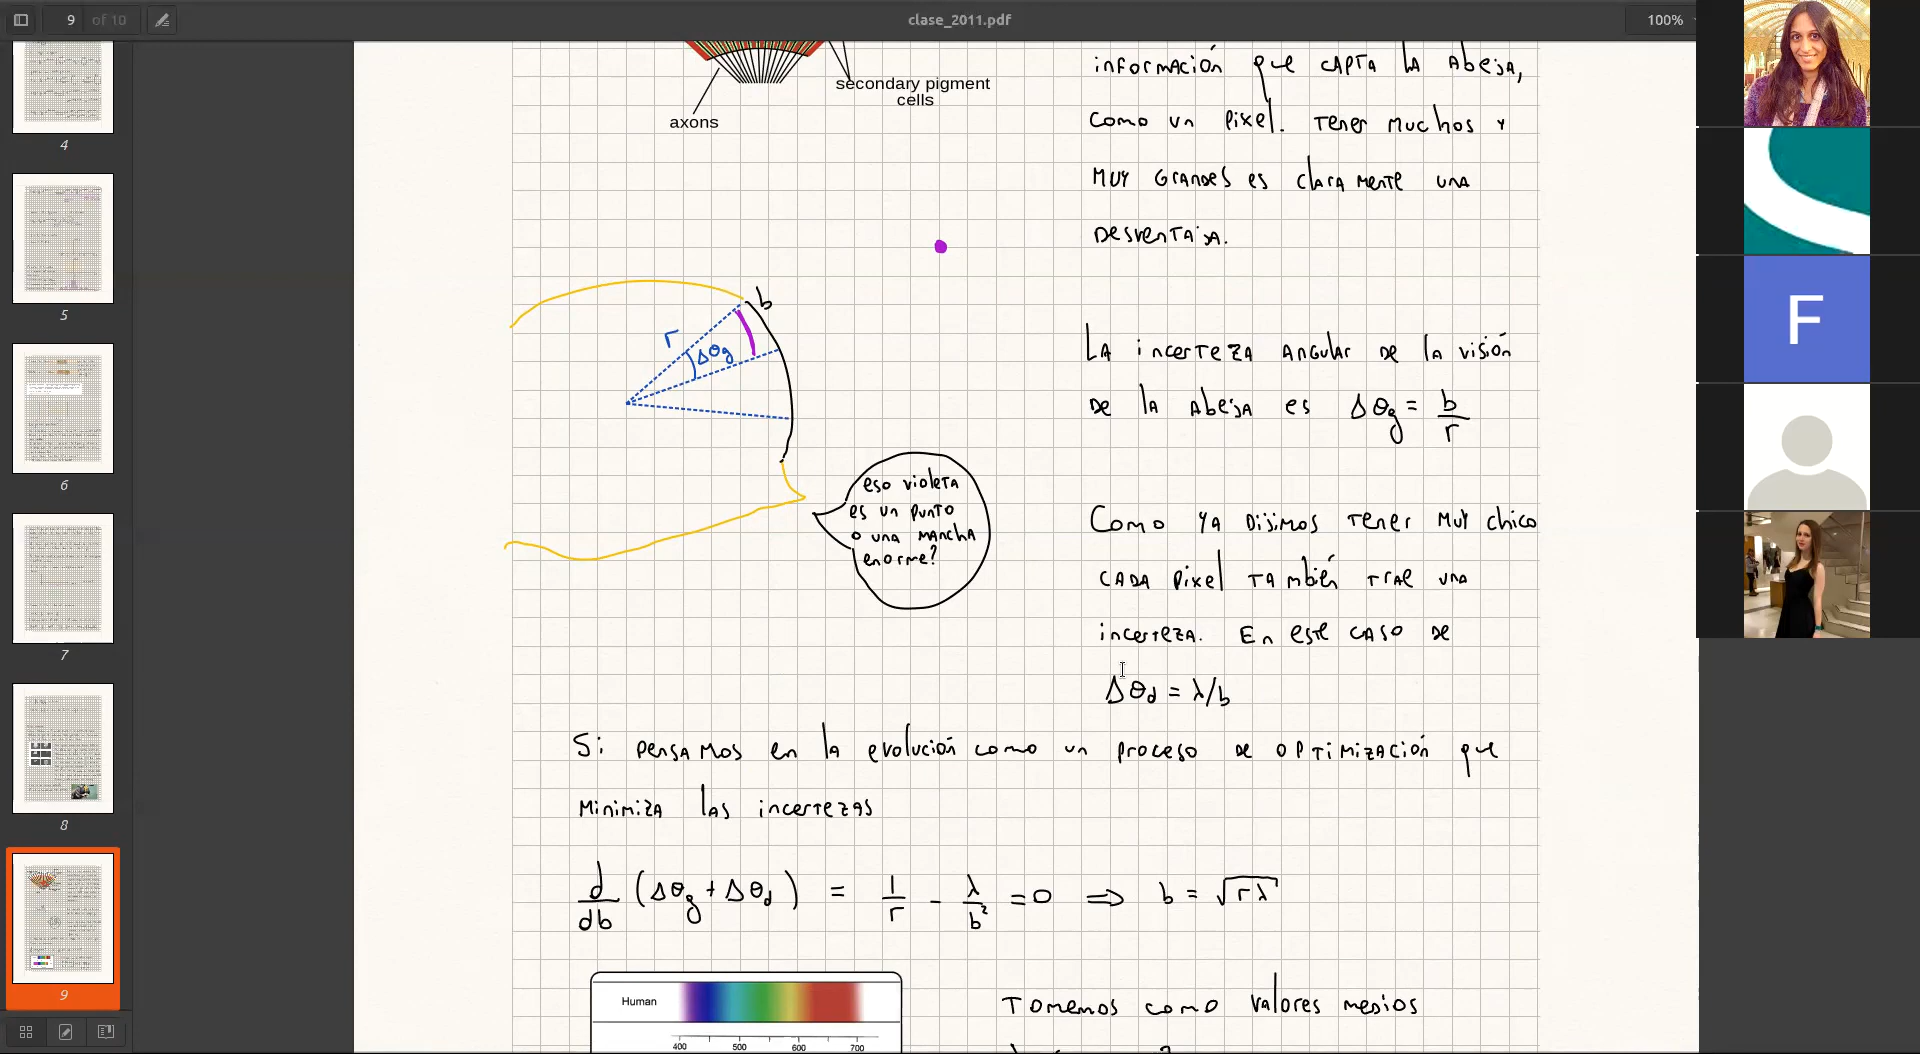 9 of 10
clase_2011.pdf
100%
4
5
6
7
8
9
secondary pigment
cells
axons
información que capta la abeja,
como un pixel. Tener muchos y
muy grandes es claramente una
desventaja.
b
r
Δθg
La incerteza angular de la visión
de la abeja es Δθg = b/r
eso violeta
es un punto
o una mancha
enorme?
Como ya dijimos tener muy chico
cada pixel también trae una
incerteza. En este caso de
Δθd = λ/b
Si pensamos en la evolución como un proceso de optimización que
minimiza las incertezas
d/db (Δθg + Δθd) = 1/r - λ/b² = 0 ⇒ b = √rλ
Human
400 500 600 700
Tomemos como valores medios
F